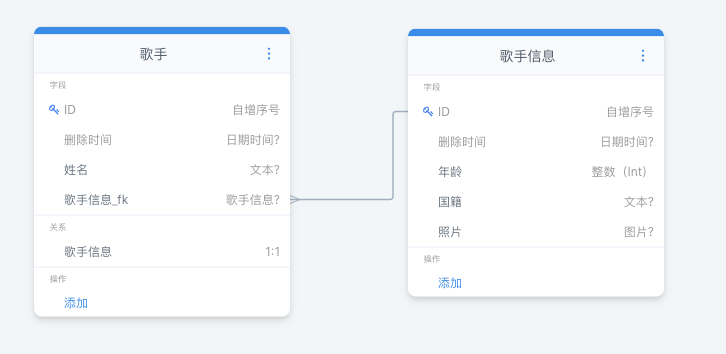 歌手
字段
ID 自增序号
删除时间 日期时间?
姓名 文本?
歌手信息_fk 歌手信息?
关系
歌手信息 1:1
操作
添加
歌手信息
字段
ID 自增序号
删除时间 日期时间?
年龄 整数（Int）
国籍 文本?
照片 图片?
操作
添加